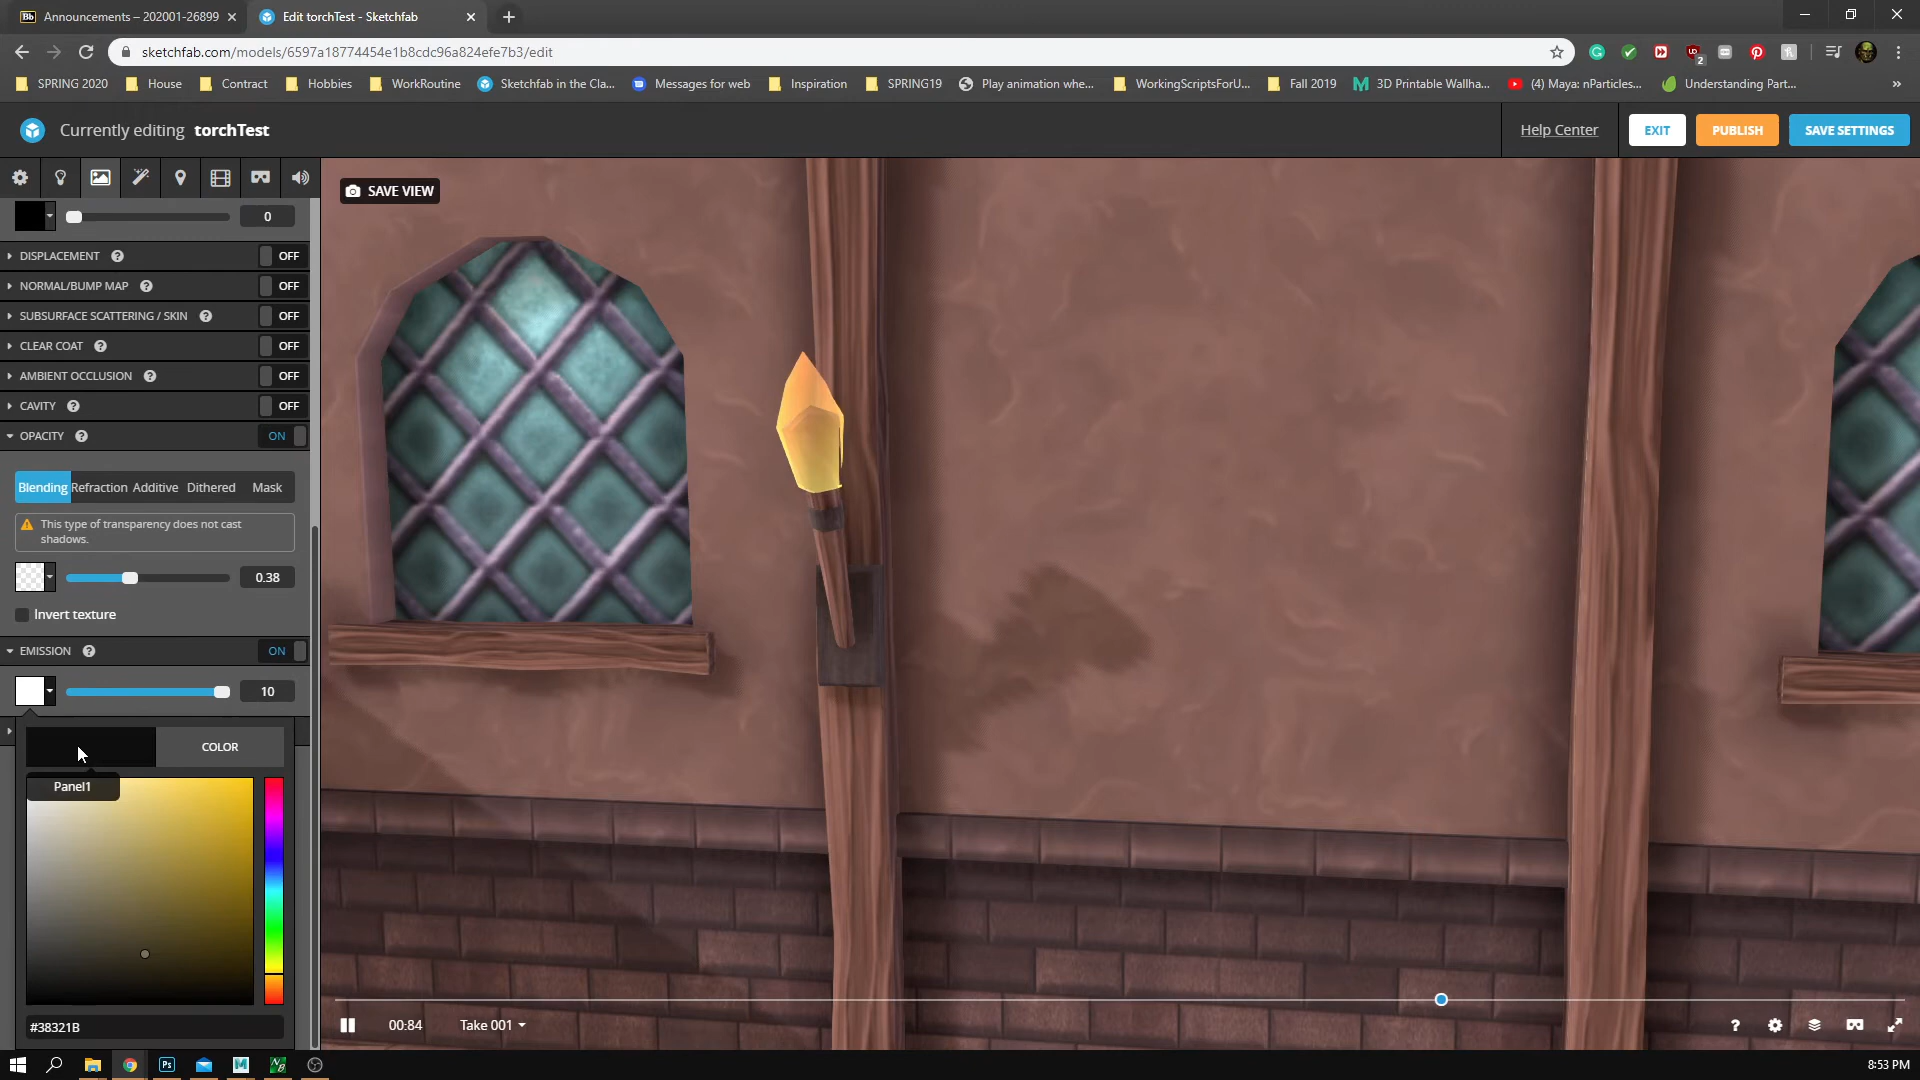 Bb Announcements – 202001-26899
Edit torchTest - Sketchfab
sketchfab.com/models/6597a18774454e1b8cdc96a824efe7b3/edit
2
SPRING 2020
House
Contract
Hobbies
WorkRoutine
Sketchfab in the Cla...
Messages for web
Inspiration
SPRING19
Play animation whe...
WorkingScriptsForU...
Fall 2019
3D Printable Wallha...
(4) Maya: nParticles...
Understanding Part...
»
Currently editing torchTest
Help Center
EXIT
PUBLISH
SAVE SETTINGS
SAVE VIEW
0
DISPLACEMENT ? OFF
NORMAL/BUMP MAP ? OFF
SUBSURFACE SCATTERING / SKIN ? OFF
CLEAR COAT ? OFF
AMBIENT OCCLUSION ? OFF
CAVITY ? OFF
OPACITY ? ON
Blending Refraction Additive Dithered Mask
This type of transparency does not cast
shadows.
0.38
Invert texture
EMISSION ? ON
10
COLOR
Panel1
#38321B
00:84
Take 001
?
Ps
M
8:53 PM